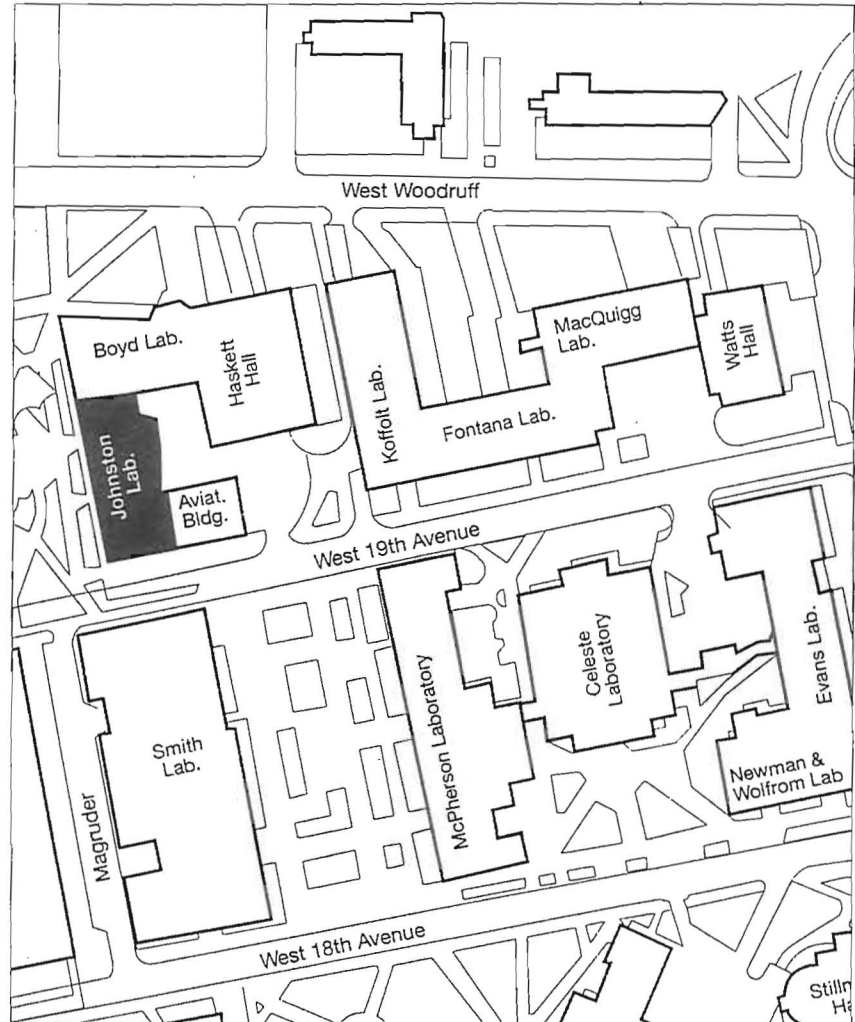 West Woodruff
Boyd Lab.
Haskett
Hall
MacQuigg
Lab.
Watts
Hall
Koffolt Lab.
Fontana Lab.
Johnston
Lab.
Aviat.
Bldg.
West 19th Avenue
Celeste
Laboratory
Evans Lab.
McPherson Laboratory
Smith
Lab.
Magruder
Newman &
Wolfrom Lab
West 18th Avenue